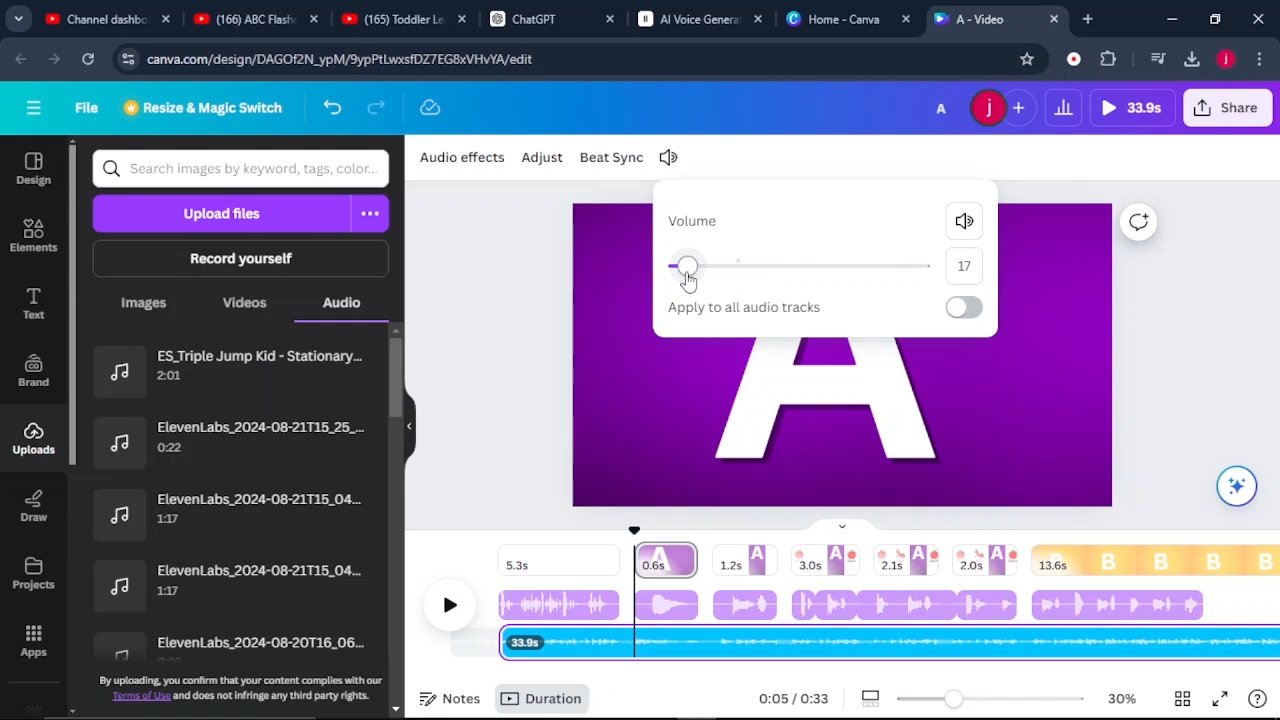 Channel dashbo
(166) ABC Flash
(165) Toddler Le
ChatGPT
AI Voice Genera
Home - Canva
A - Video
canva.com/design/DAGOf2N_ypM/9ypPtLwxsfDZ7EG3xVHvYA/edit
j
File
Resize & Magic Switch
A
j
33.9s
Share
Design
Elements
Text
Brand
Uploads
Draw
Projects
Apps
Search images by keyword, tags, color...
Upload files
Record yourself
Images
Videos
Audio
ES_Triple Jump Kid - Stationary...
2:01
ElevenLabs_2024-08-21T15_25_...
0:22
ElevenLabs_2024-08-21T15_04...
1:17
ElevenLabs_2024-08-21T15_04...
1:17
ElevenLabs_2024-08-20T16_06...
By uploading, you confirm that your content complies with our
Terms of Use and does not infringe any third party rights.
Audio effects
Adjust
Beat Sync
Volume
17
Apply to all audio tracks
A
5.3s
0.6s A
1.2s A
3.0s A
2.1s A
2.0s A
13.6s B B B B
33.9s
Notes
Duration
0:05 / 0:33
30%